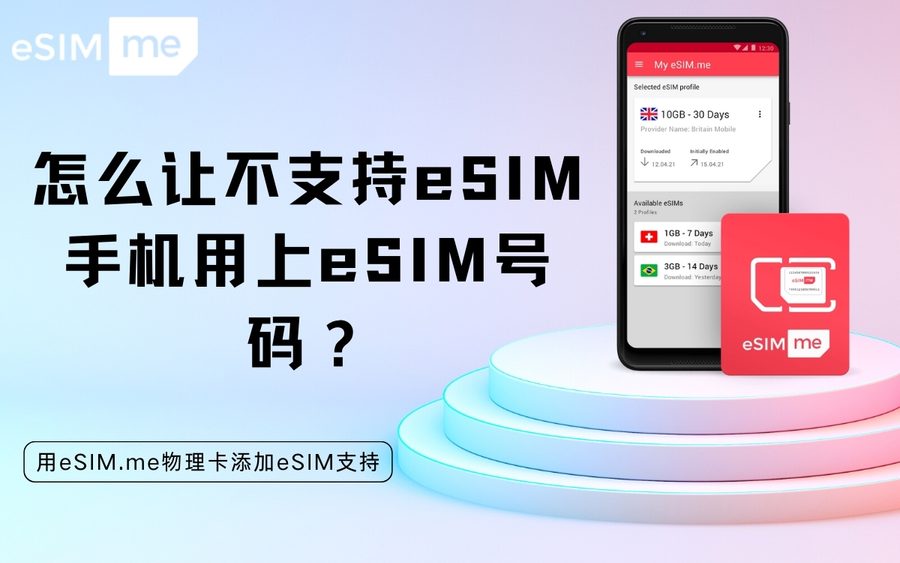 eSIM me
怎么让不支持eSIM
手机用上eSIM号
码？
用eSIM.me物理卡添加eSIM支持
12:30
My eSIM.me
Selected eSIM profile
10GB - 30 Days
Provider Name: Britain Mobile
Downloaded
Initially Enabled
12.04.21
15.04.21
Available eSIMs
2 Profiles
1GB - 7 Days
Download: Today
3GB - 14 Days
Download: Yesterday
eSIM me
eSIM me